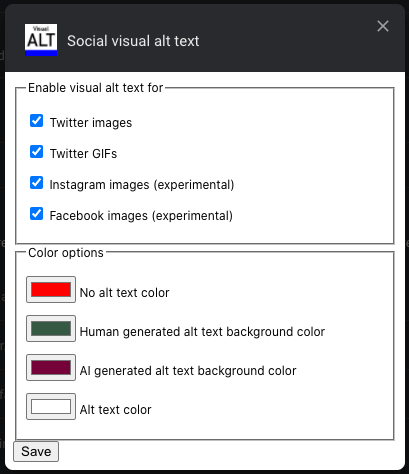 Visual
ALT
Social visual alt text
Enable visual alt text for
Twitter images
Twitter GIFs
Instagram images (experimental)
Facebook images (experimental)
Color options
No alt text color
Human generated alt text background color
AI generated alt text background color
Alt text color
Save